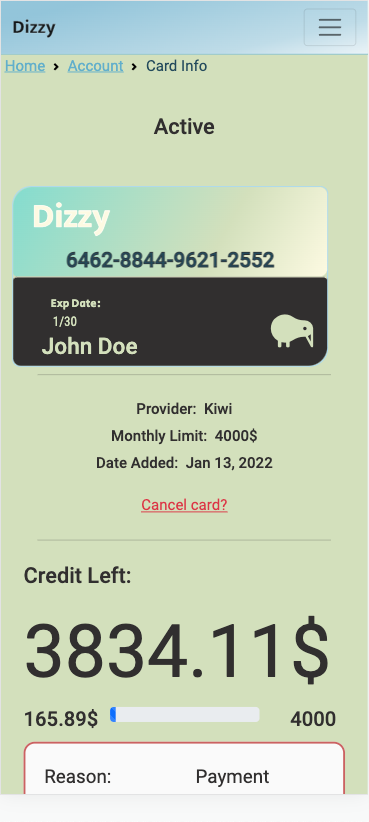 Dizzy
Home > Account > Card Info
Active
Dizzy
6462-8844-9621-2552
Exp Date:
1/30
John Doe
Provider: Kiwi
Monthly Limit: 4000$
Date Added: Jan 13, 2022
Cancel card?
Credit Left:
3834.11$
165.89$ 4000
Reason: Payment